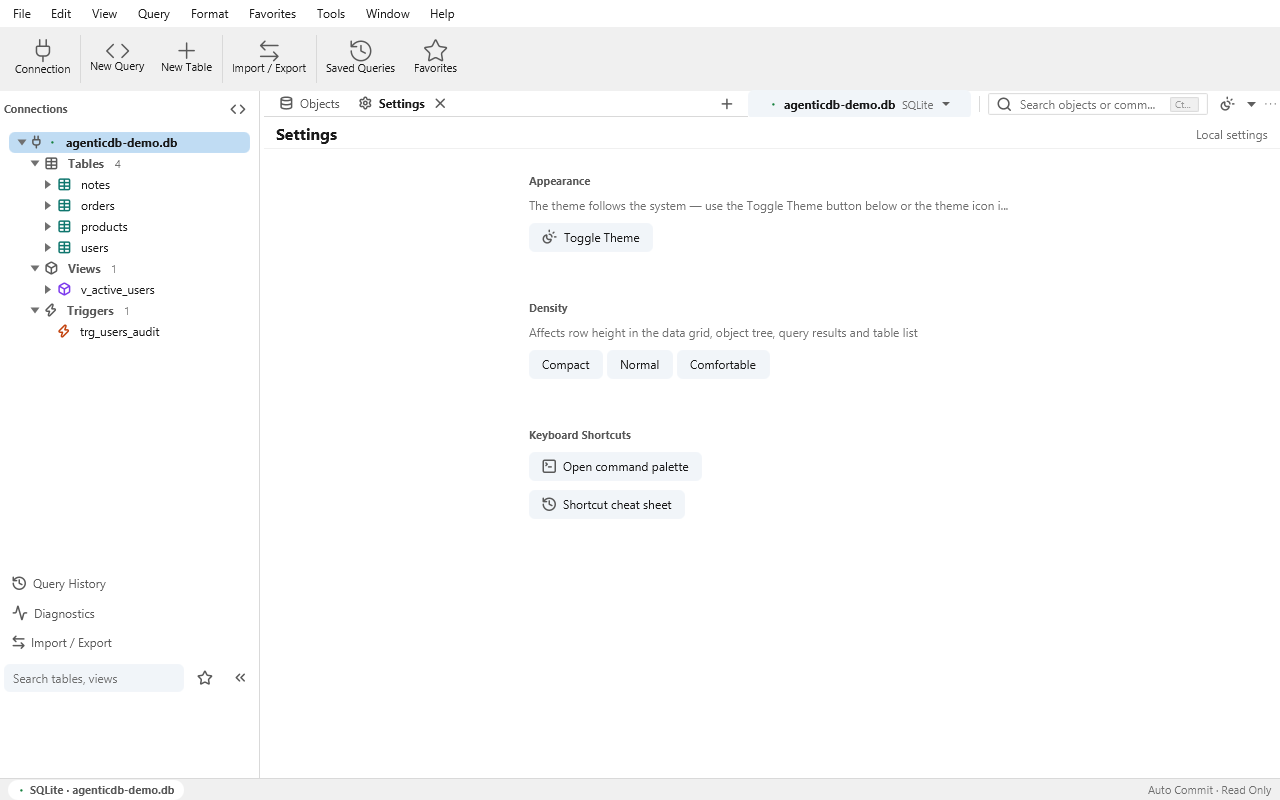 File Edit View Query Format Favorites Tools Window Help
Connection New Query New Table Import / Export Saved Queries Favorites
Connections
Objects Settings agenticdb-demo.db SQLite Search objects or comm... Ct...
Settings Local settings
agenticdb-demo.db
Tables 4
notes
orders
products
users
Views 1
v_active_users
Triggers 1
trg_users_audit
Appearance
The theme follows the system — use the Toggle Theme button below or the theme icon i...
Toggle Theme
Density
Affects row height in the data grid, object tree, query results and table list
Compact Normal Comfortable
Keyboard Shortcuts
Open command palette
Shortcut cheat sheet
Query History
Diagnostics
Import / Export
Search tables, views
SQLite · agenticdb-demo.db Auto Commit · Read Only